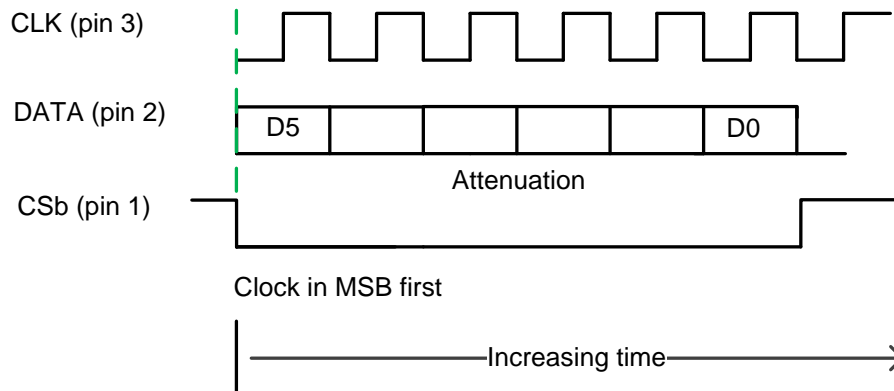 CLK (pin 3)
DATA (pin 2)
D5
D0
Attenuation
CSb (pin 1)
Clock in MSB first
Increasing time